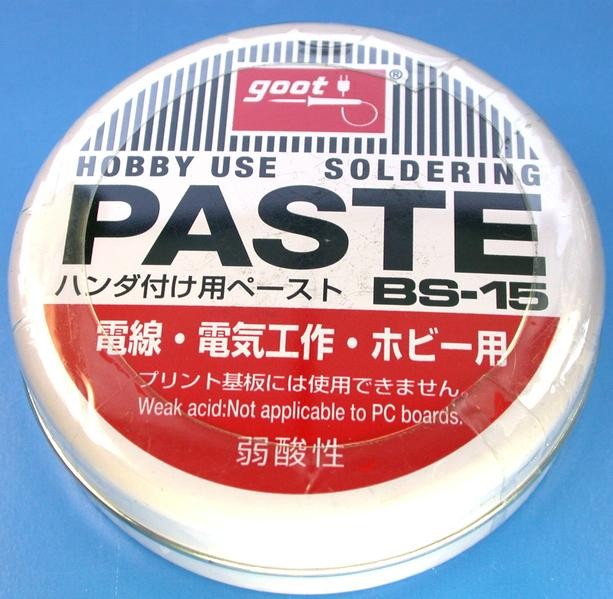 goot ®
HOBBY USE SOLDERING
PASTE
ハンダ付け用ペースト BS-15
電線・電気工作・ホビー用
プリント基板には使用できません。
Weak acid:Not applicable to PC boards.
弱酸性